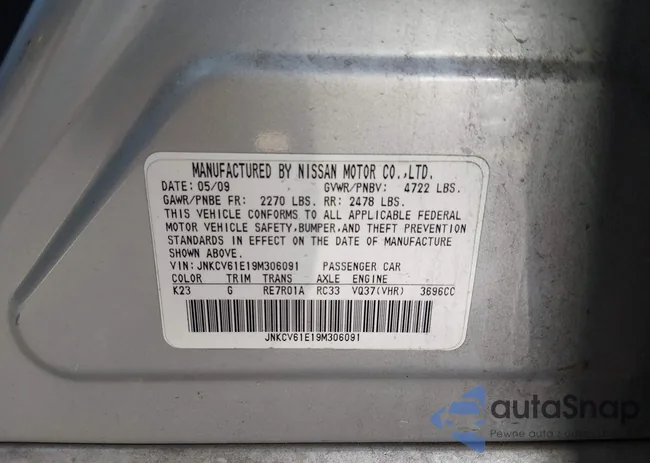 MANUFACTURED BY NISSAN MOTOR CO.,LTD.
DATE: 05/09 GVWR/PNBV: 4722 LBS.
GAWR/PNBE FR: 2270 LBS. RR: 2478 LBS.
THIS VEHICLE CONFORMS TO ALL APPLICABLE FEDERAL
MOTOR VEHICLE SAFETY,BUMPER,AND THEFT PREVENTION
STANDARDS IN EFFECT ON THE DATE OF MANUFACTURE
SHOWN ABOVE.
VIN: JNKCV61E19M306091 PASSENGER CAR
COLOR TRIM TRANS AXLE ENGINE
K23 G RE7R01A RC33 VQ37(VHR) 3696CC
JNKCV61E19M306091
autoSnap
Pewne auta z